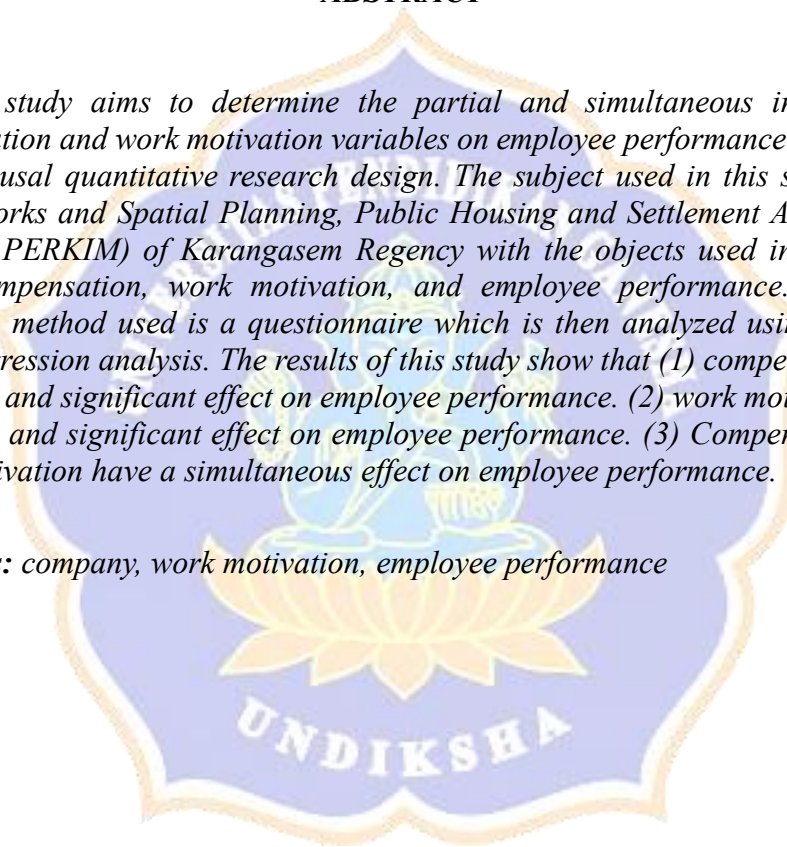 ABSTRACT
study aims to determine the partial and simultaneous in
ation and work motivation variables on employee performance
usal quantitative research design. The subject used in this s
orks and Spatial Planning, Public Housing and Settlement A
PERKIM) of Karangasem Regency with the objects used in
mpensation, work motivation, and employee performance.
method used is a questionnaire which is then analyzed usin
ression analysis. The results of this study show that (1) compe
and significant effect on employee performance. (2) work mot
and significant effect on employee performance. (3) Compen
ivation have a simultaneous effect on employee performance.
s: company, work motivation, employee performance
UNIVERSITAS PENDIDIKAN GANESHA
UNDIKSHA